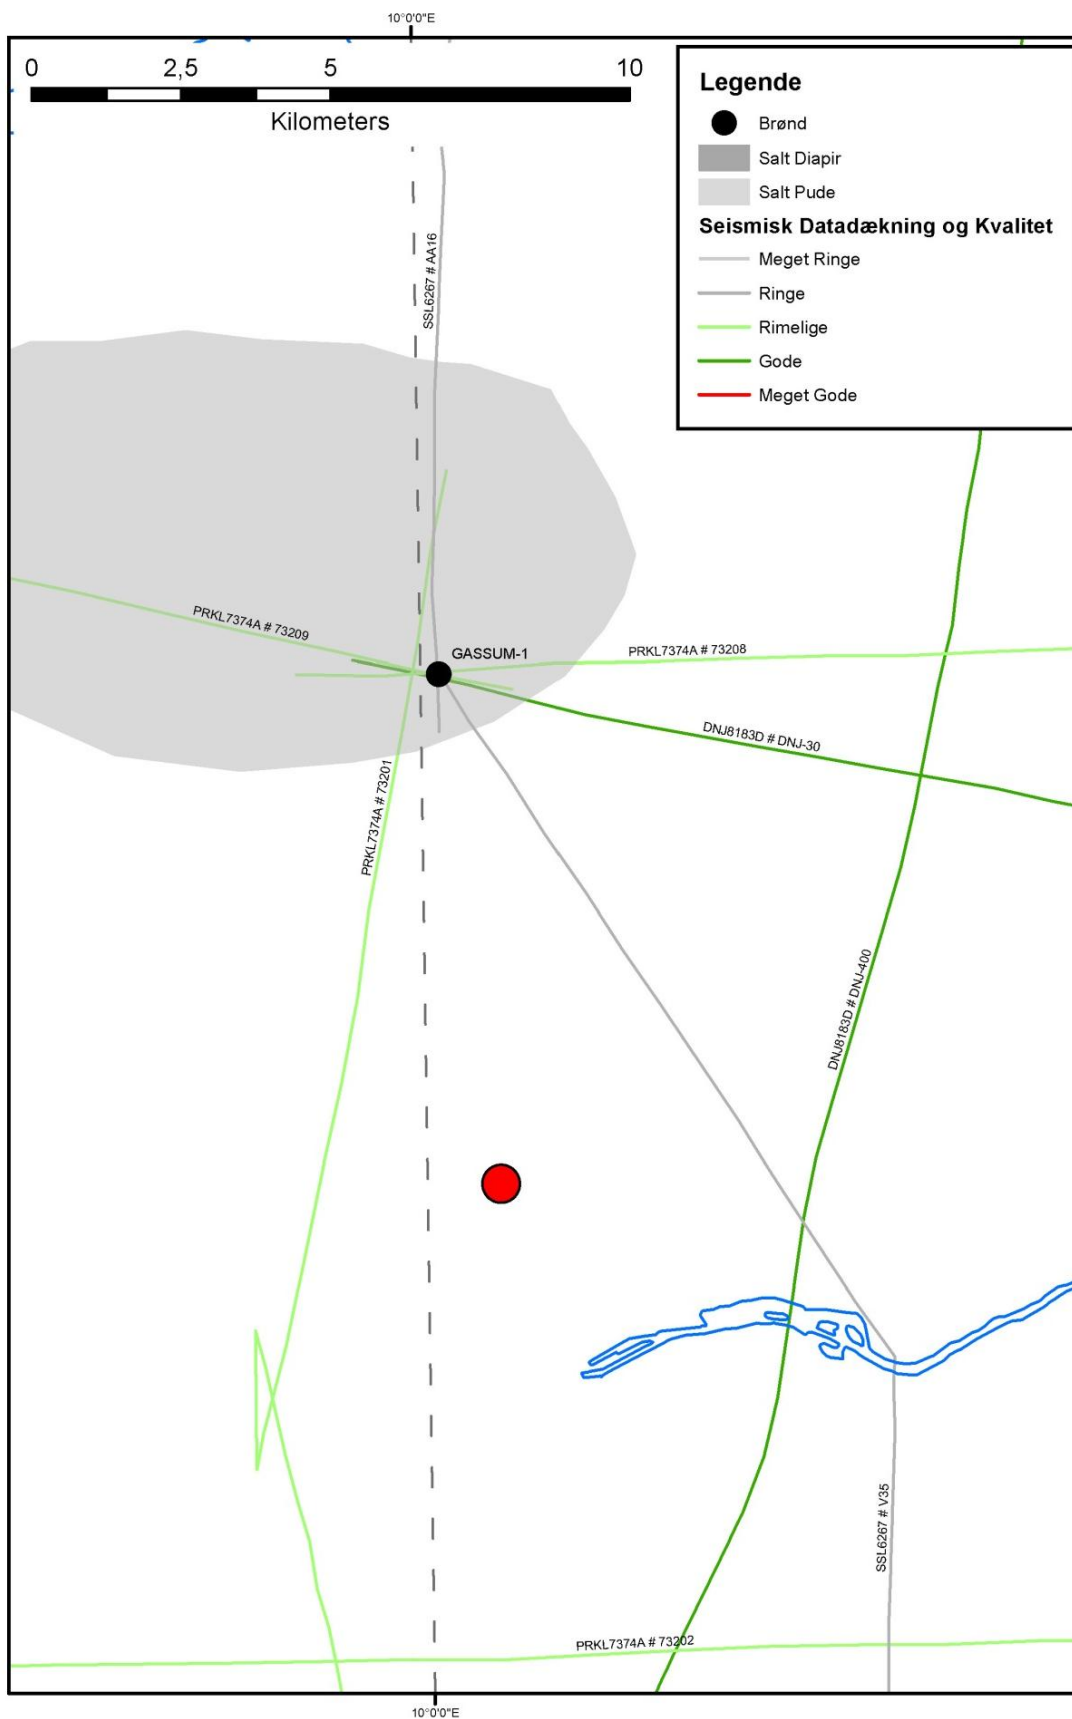 10°0'0"E
0 2,5 5 10
Kilometers
Legende
Brønd
Salt Diapir
Salt Pude
Seismisk Datadækning og Kvalitet
Meget Ringe
Ringe
Rimelige
Gode
Meget Gode
SSL6267 # AA16
PRKL7374A # 73209
GASSUM-1
PRKL7374A # 73208
DNJ8183D # DNJ-30
PRKL7374A # 73201
DNJ8183D # DNJ-400
SSL6267 # V35
PRKL7374A # 73202
10°0'0"E